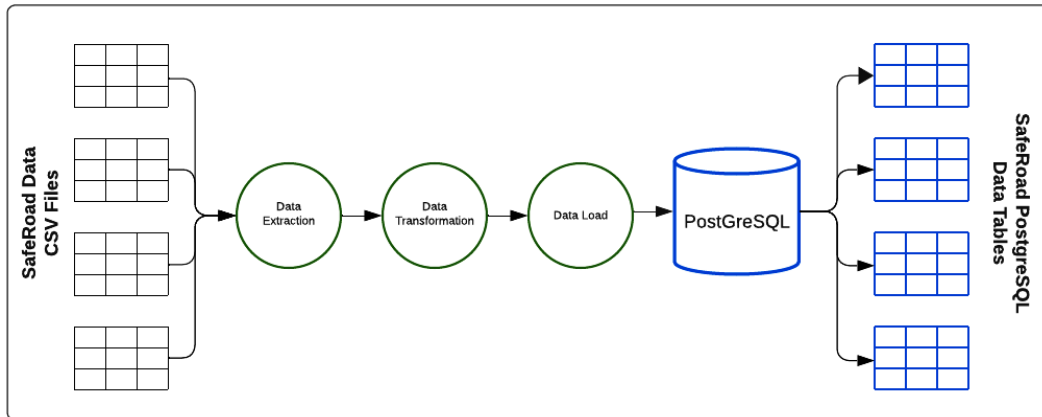 SafeRoad Data
CSV Files
Data
Extraction
Data
Transformation
Data Load
PostGreSQL
SafeRoad PostgreSQL
Data Tables